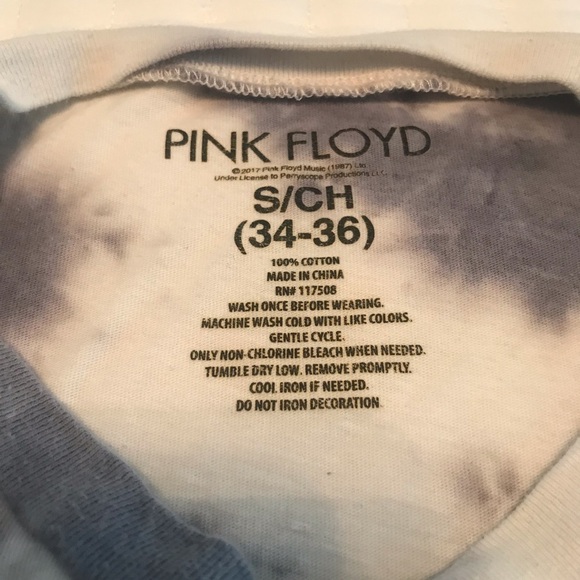 PINK FLOYD
©2017 Pink Floyd Music (1987) Ltd
Under License to Perryscope Productions LLC
S/CH
(34-36)
100% COTTON
MADE IN CHINA
RN# 117508
WASH ONCE BEFORE WEARING.
MACHINE WASH COLD WITH LIKE COLORS.
GENTLE CYCLE.
ONLY NON-CHLORINE BLEACH WHEN NEEDED.
TUMBLE DRY LOW. REMOVE PROMPTLY.
COOL IRON IF NEEDED.
DO NOT IRON DECORATION